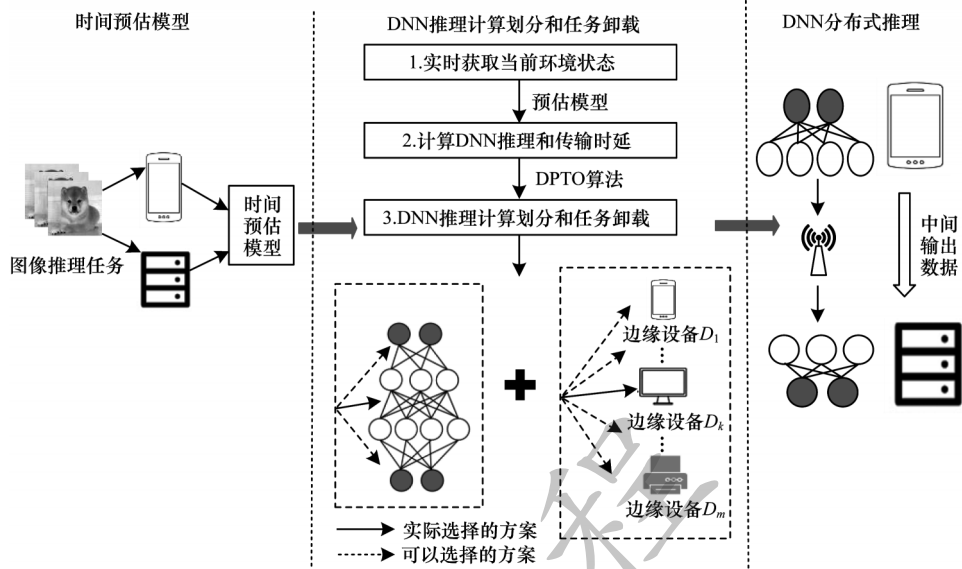 时间预估模型
图像推理任务
时间
预估
模型
DNN推理计算划分和任务卸载
1.实时获取当前环境状态
预估模型
2.计算DNN推理和传输时延
DPTO算法
3.DNN推理计算划分和任务卸载
边缘设备D1
边缘设备Dk
边缘设备Dm
实际选择的方案
可以选择的方案
DNN分布式推理
中间
输出
数据
程